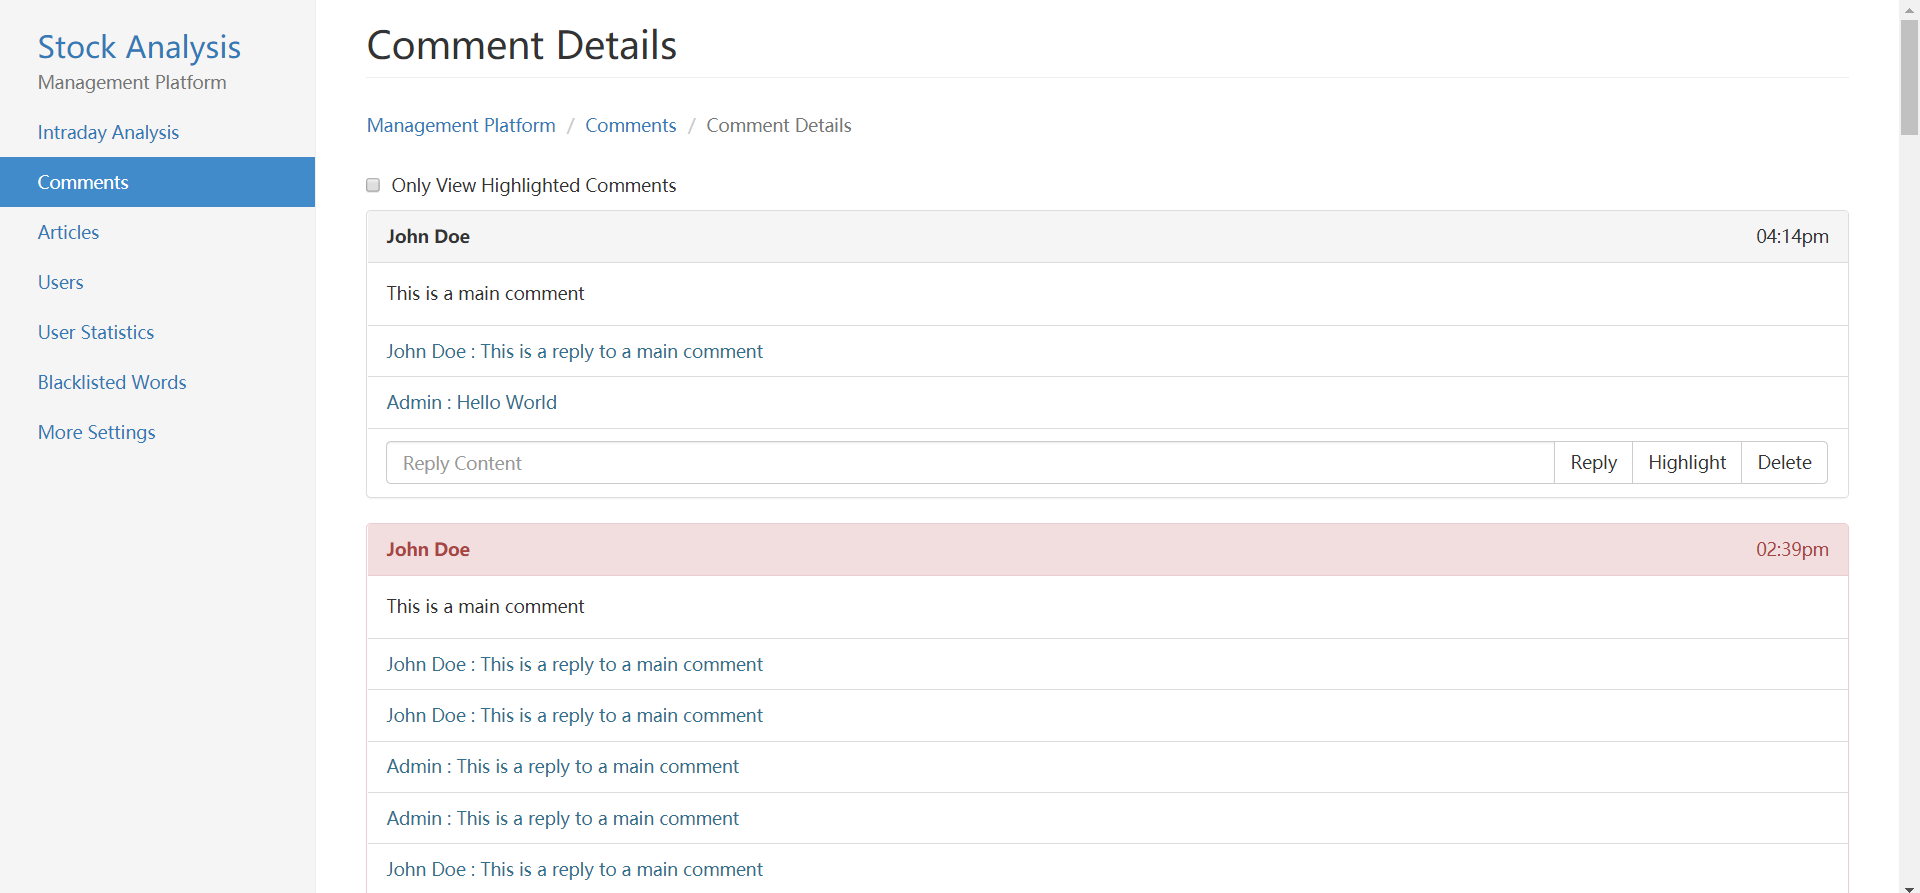 Stock Analysis
Management Platform
Intraday Analysis
Comments
Articles
Users
User Statistics
Blacklisted Words
More Settings
Comment Details
Management Platform / Comments / Comment Details
Only View Highlighted Comments
John Doe 04:14pm
This is a main comment
John Doe : This is a reply to a main comment
Admin : Hello World
Reply Content Reply Highlight Delete
John Doe 02:39pm
This is a main comment
John Doe : This is a reply to a main comment
John Doe : This is a reply to a main comment
Admin : This is a reply to a main comment
Admin : This is a reply to a main comment
John Doe : This is a reply to a main comment